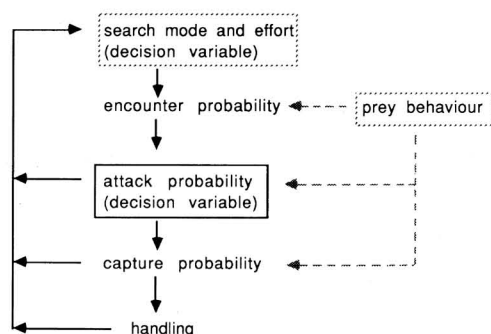 search mode and effort
(decision variable)
encounter probability
prey behaviour
attack probability
(decision variable)
capture probability
handling